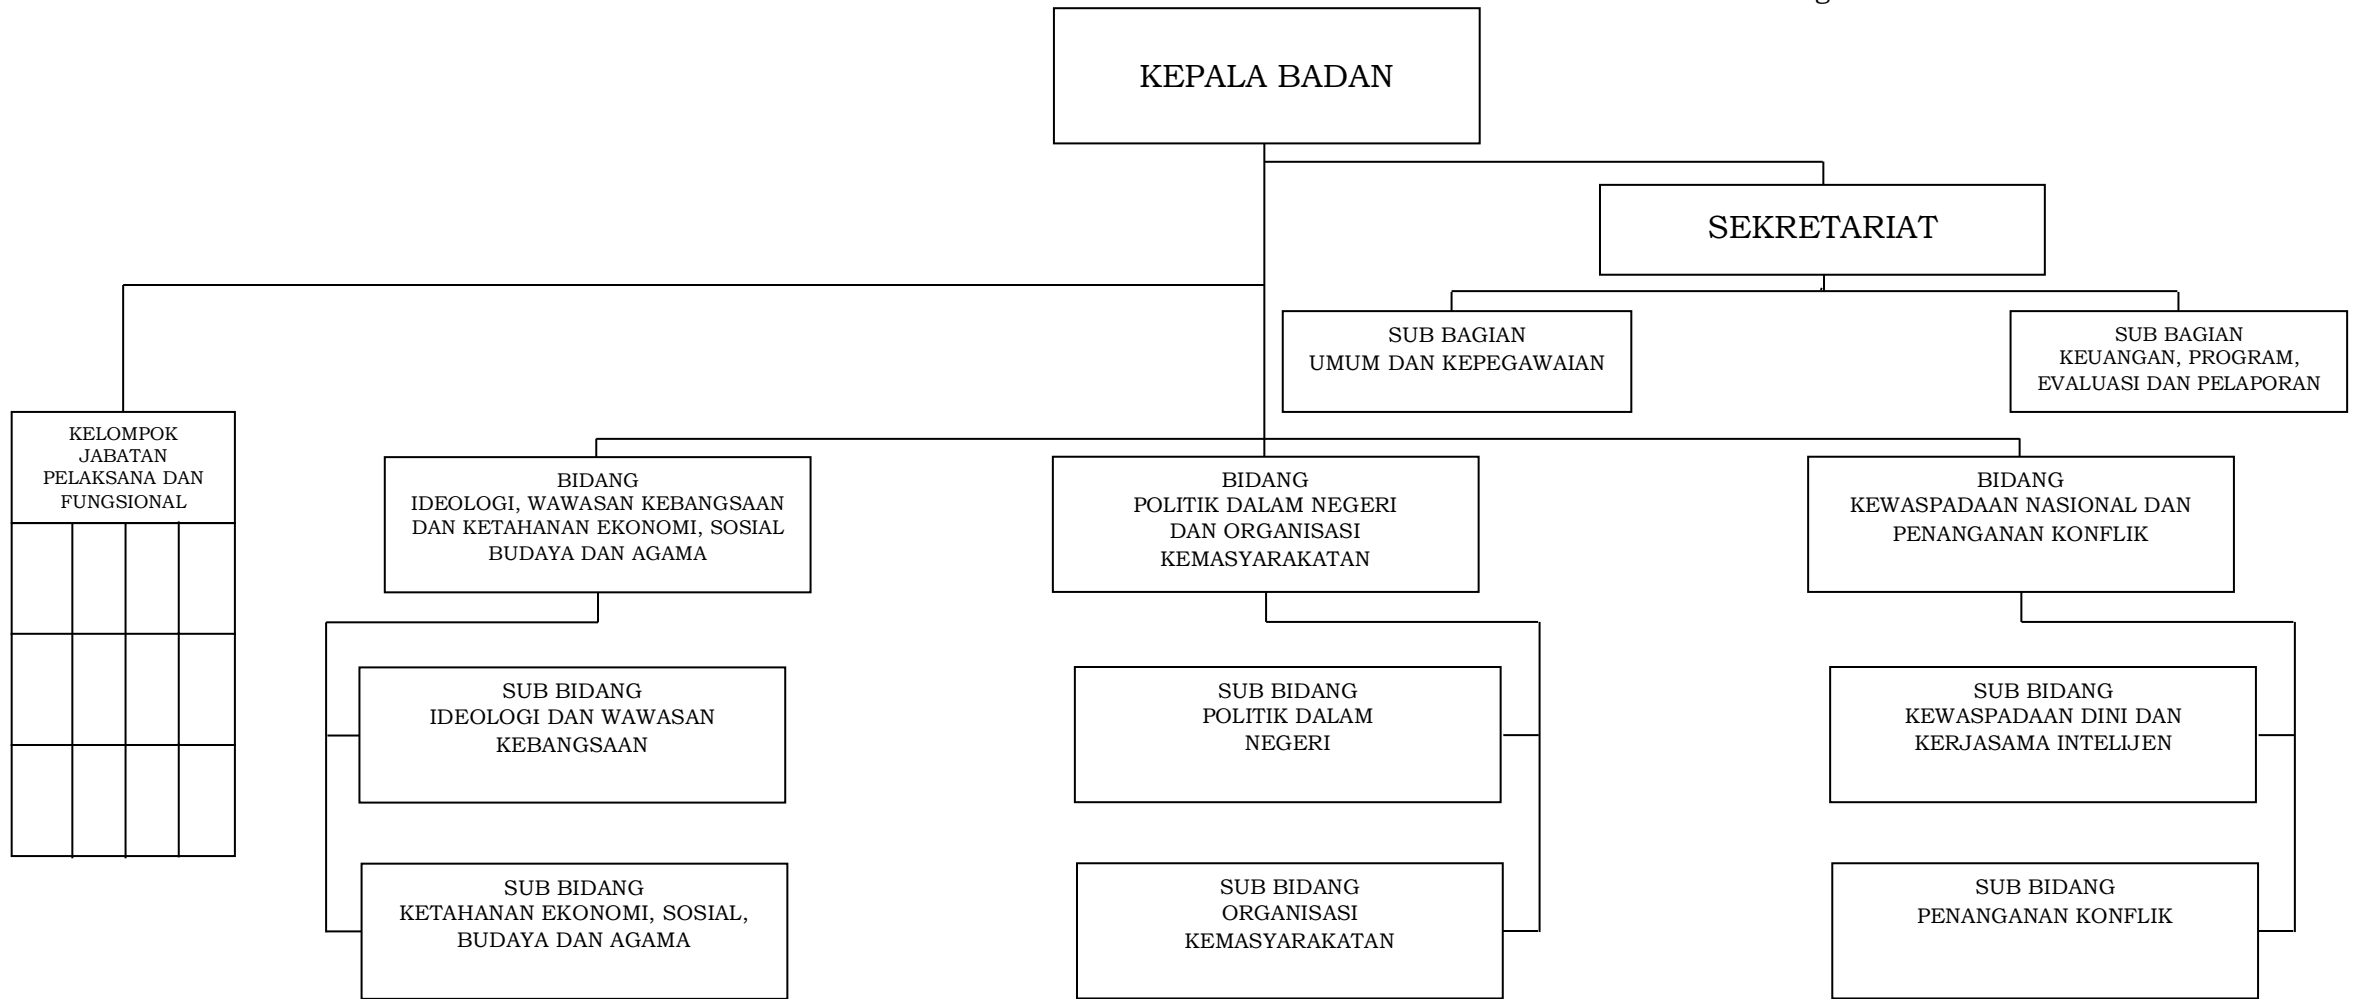 KEPALA BADAN
SEKRETARIAT
SUB BAGIAN
UMUM DAN KEPEGAWAIAN
SUB BAGIAN
KEUANGAN, PROGRAM,
EVALUASI DAN PELAPORAN
KELOMPOK
JABATAN
PELAKSANA DAN
FUNGSIONAL
BIDANG
IDEOLOGI, WAWASAN KEBANGSAAN
DAN KETAHANAN EKONOMI, SOSIAL
BUDAYA DAN AGAMA
BIDANG
POLITIK DALAM NEGERI
DAN ORGANISASI
KEMASYARAKATAN
BIDANG
KEWASPADAAN NASIONAL DAN
PENANGANAN KONFLIK
SUB BIDANG
IDEOLOGI DAN WAWASAN
KEBANGSAAN
SUB BIDANG
POLITIK DALAM
NEGERI
SUB BIDANG
KEWASPADAAN DINI DAN
KERJASAMA INTELIJEN
SUB BIDANG
KETAHANAN EKONOMI, SOSIAL,
BUDAYA DAN AGAMA
SUB BIDANG
ORGANISASI
KEMASYARAKATAN
SUB BIDANG
PENANGANAN KONFLIK